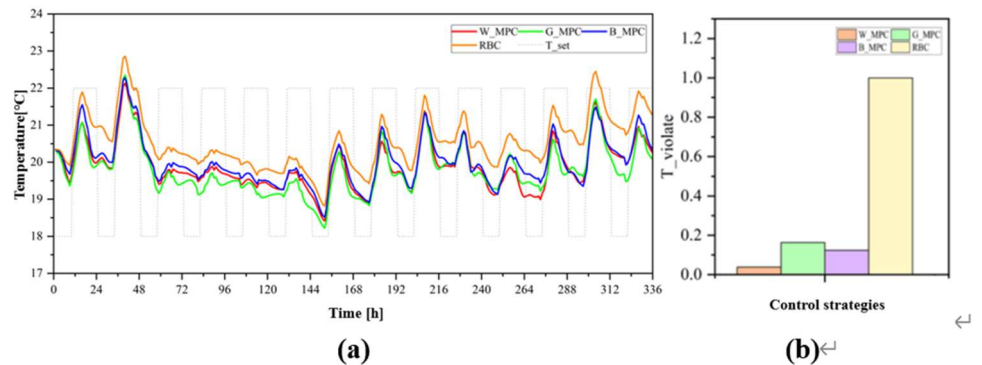 W_MPC G_MPC B_MPC
RBC T_set
24
23
22
21
20
19
18
17
Temperature[°C]
0 24 48 72 96 120 144 168 192 216 240 264 288 312 336
Time [h]
(a)
W_MPC G_MPC
B_MPC RBC
1.2
1.0
0.8
0.6
0.4
0.2
0.0
T_violate
Control strategies
(b)